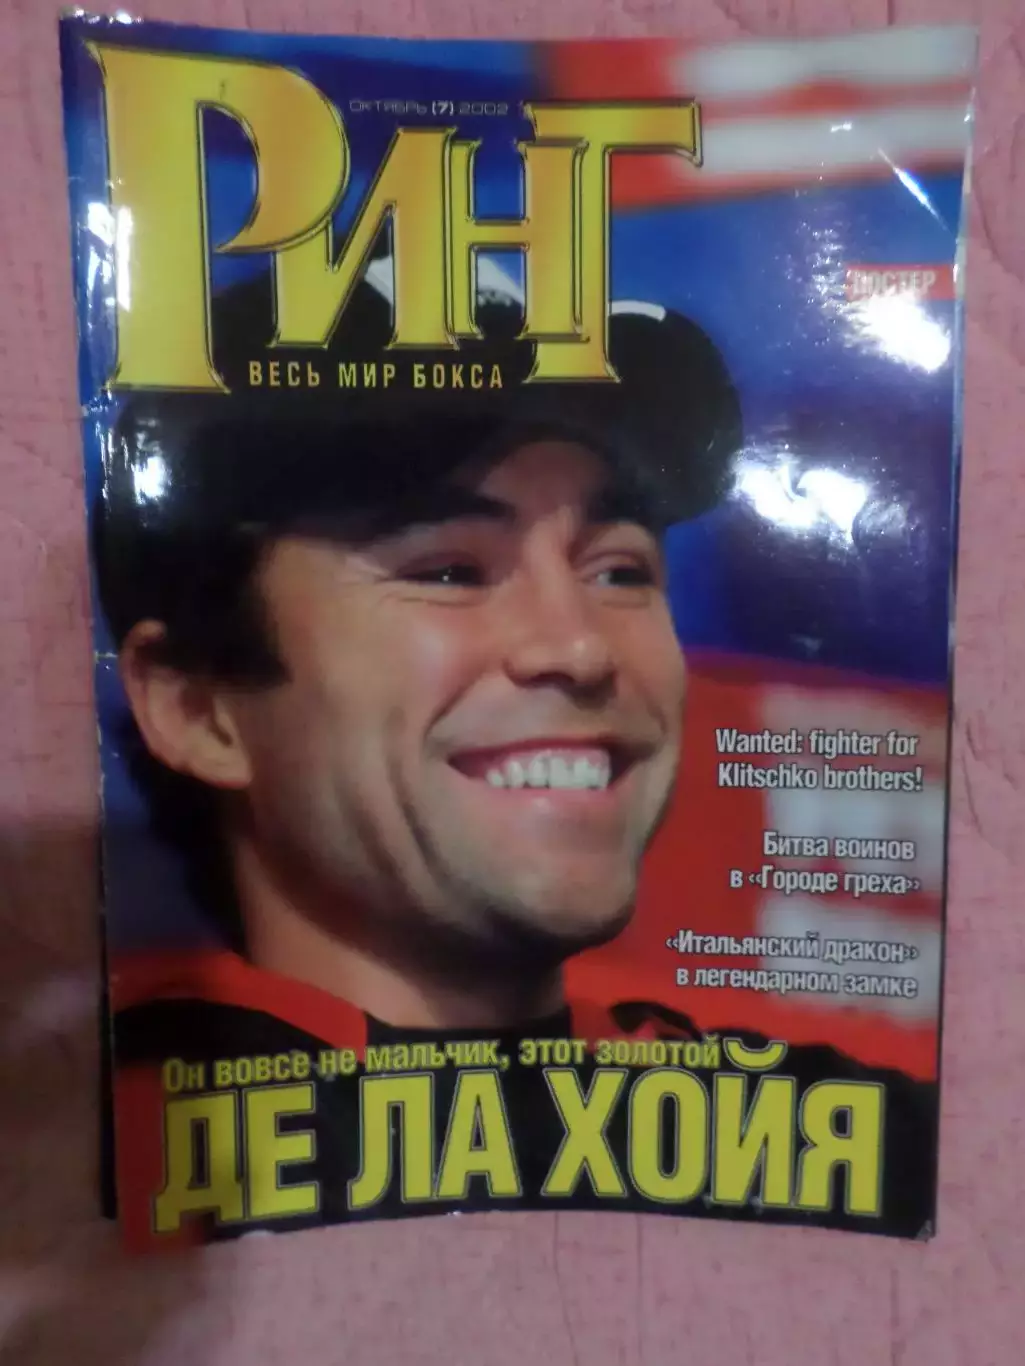 ОКТЯБРЬ (7) 2002
РИНГ
ПОСТЕР
ВЕСЬ МИР БОКСА
Wanted: fighter for
Klitschko brothers!
Битва воинов
в «Городе греха»
«Итальянский дракон»
в легендарном замке
Он вовсе не мальчик, этот золотой
ДЕ ЛА ХОЙЯ